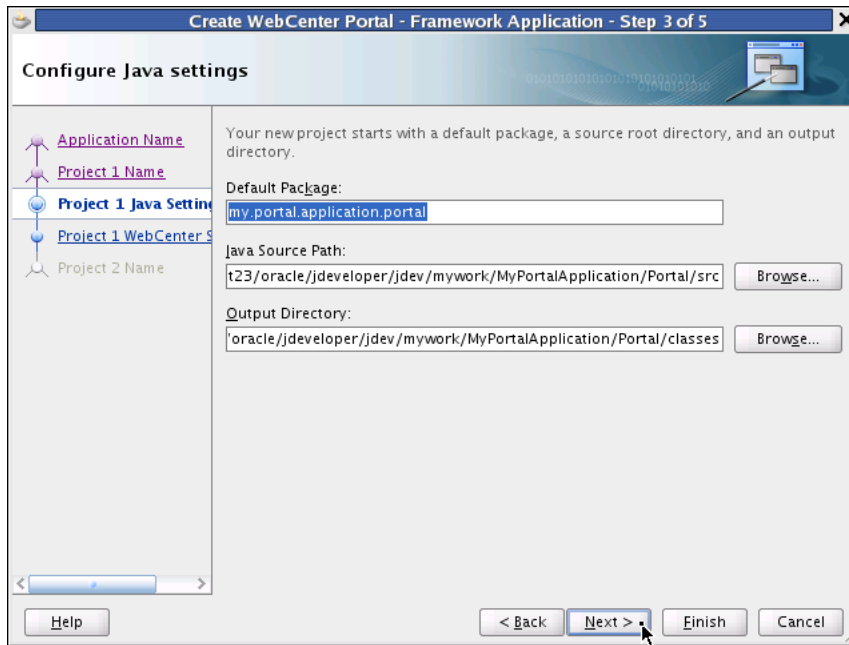 Create WebCenter Portal - Framework Application - Step 3 of 5
Configure Java settings
Application Name
Project 1 Name
Project 1 Java Setting
Project 1 WebCenter S
Project 2 Name
Your new project starts with a default package, a source root directory, and an output
directory.
Default Package:
my.portal.application.portal
Java Source Path:
t23/oracle/jdeveloper/jdev/mywork/MyPortalApplication/Portal/src
Browse...
Output Directory:
'oracle/jdeveloper/jdev/mywork/MyPortalApplication/Portal/classes
Browse...
Help
< Back
Next >
Finish
Cancel